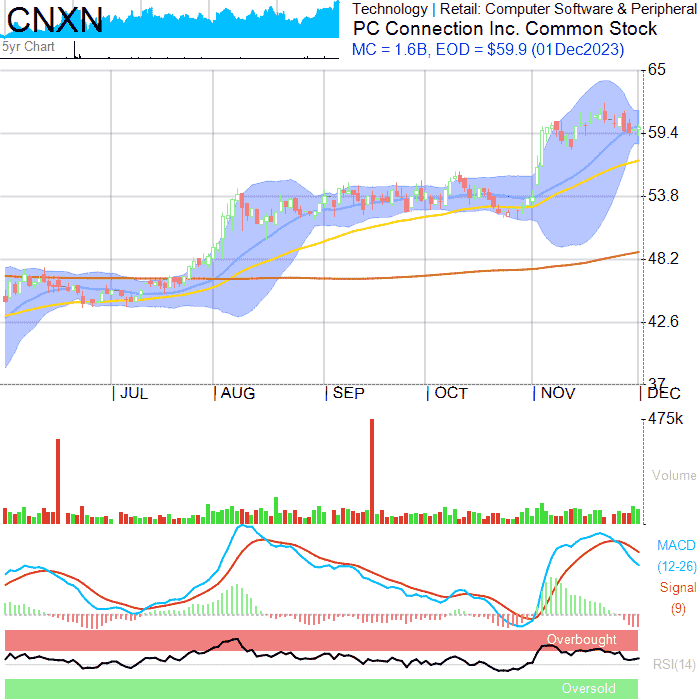 CNXN
5yr Chart
Technology | Retail: Computer Software & Peripheral
PC Connection Inc. Common Stock
MC = 1.6B, EOD = $59.9 (01Dec2023)
65
59.4
53.8
48.2
42.6
37
JUL AUG SEP OCT NOV DEC
475k
Volume
MACD
(12-26)
Signal
(9)
Overbought
RSI(14)
Oversold